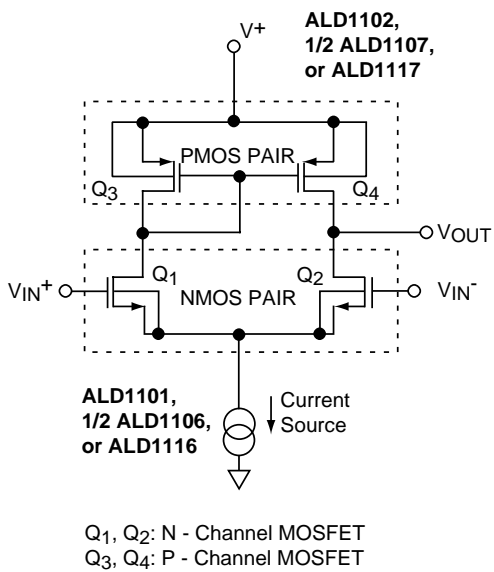 ALD1102,
1/2 ALD1107,
or ALD1117
V+
PMOS PAIR
Q3
Q4
VOUT
Q1
Q2
VIN+
NMOS PAIR
VIN-
ALD1101,
1/2 ALD1106,
or ALD1116
Current
Source
Q1, Q2: N - Channel MOSFET
Q3, Q4: P - Channel MOSFET